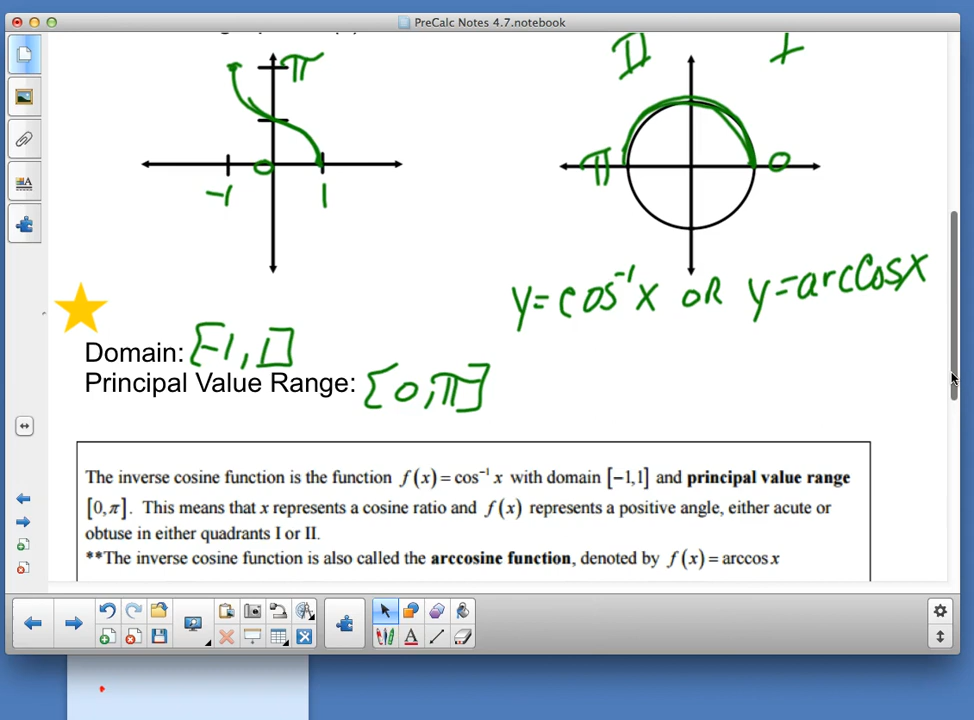 PreCalc Notes 4.7.notebook
II I
π
0
-1 1
π 0
y=cos⁻¹x OR y=arccosx
Domain: [-1, 1]
Principal Value Range: [0, π]
The inverse cosine function is the function f(x)=cos⁻¹ x with domain [−1,1] and principal value range
[0,π]. This means that x represents a cosine ratio and f(x) represents a positive angle, either acute or
obtuse in either quadrants I or II.
**The inverse cosine function is also called the arccosine function, denoted by f(x)=arccos x